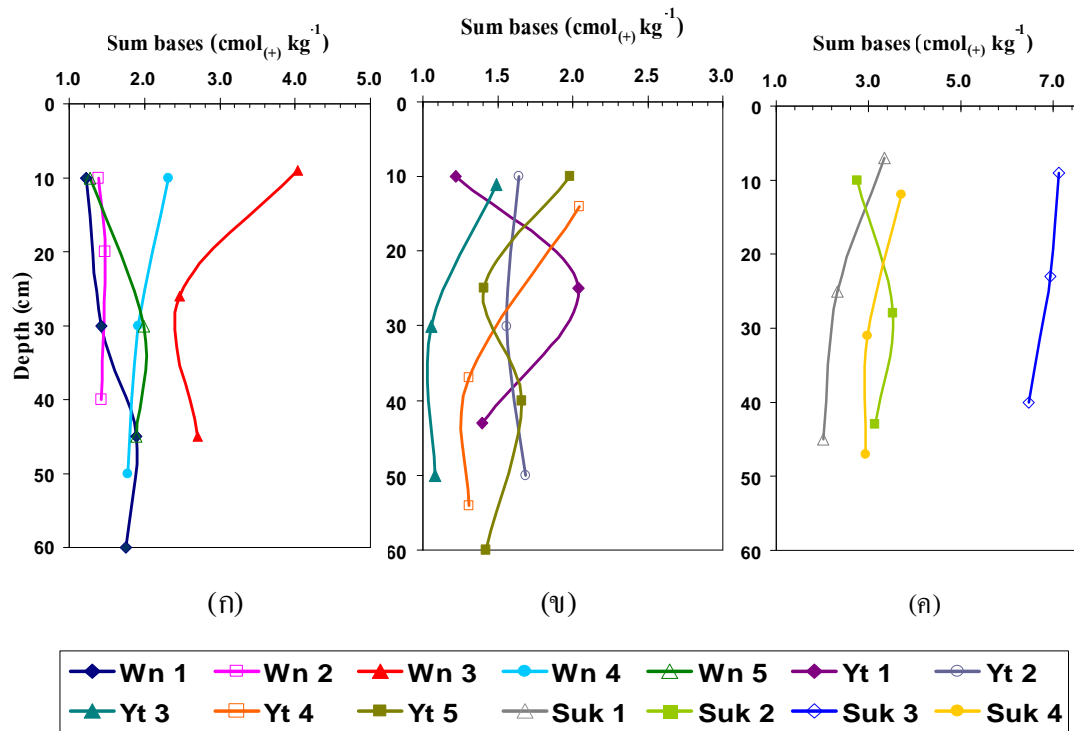 Sum bases (cmol(+) kg-1)
Sum bases (cmol(+) kg-1)
Sum bases (cmol(+) kg-1)
1.0 2.0 3.0 4.0 5.0
1.0 1.5 2.0 2.5 3.0
1.0 3.0 5.0 7.0
Depth (cm)
0
10
20
30
40
50
60
0
10
20
30
40
50
60
0
10
20
30
40
50
60
(ก)
(ข)
(ค)
Wn 1 Wn 2 Wn 3 Wn 4 Wn 5 Yt 1 Yt 2
Yt 3 Yt 4 Yt 5 Suk 1 Suk 2 Suk 3 Suk 4